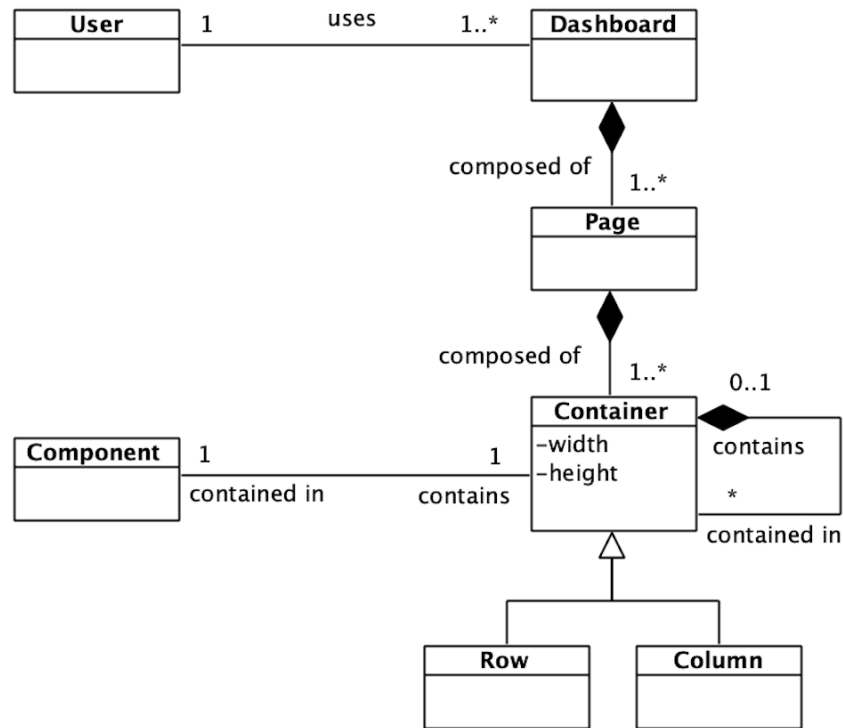 User
1
uses
1..*
Dashboard
composed of
1..*
Page
composed of
1..*
Container
-width
-height
0..1
contains
*
contained in
Component
1
contained in
1
contains
Row
Column